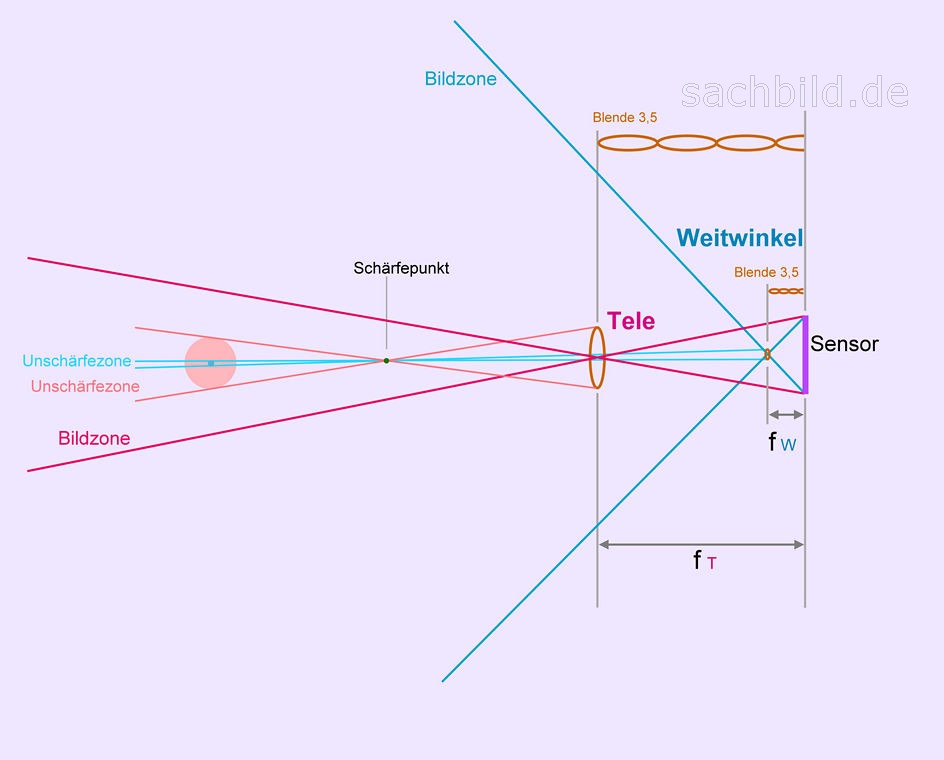 Bildzone
sachbild.de
Blende 3,5
Weitwinkel
Blende 3,5
Schärfepunkt
Tele
Sensor
Unschärfezone
Unschärfezone
Bildzone
f W
f T